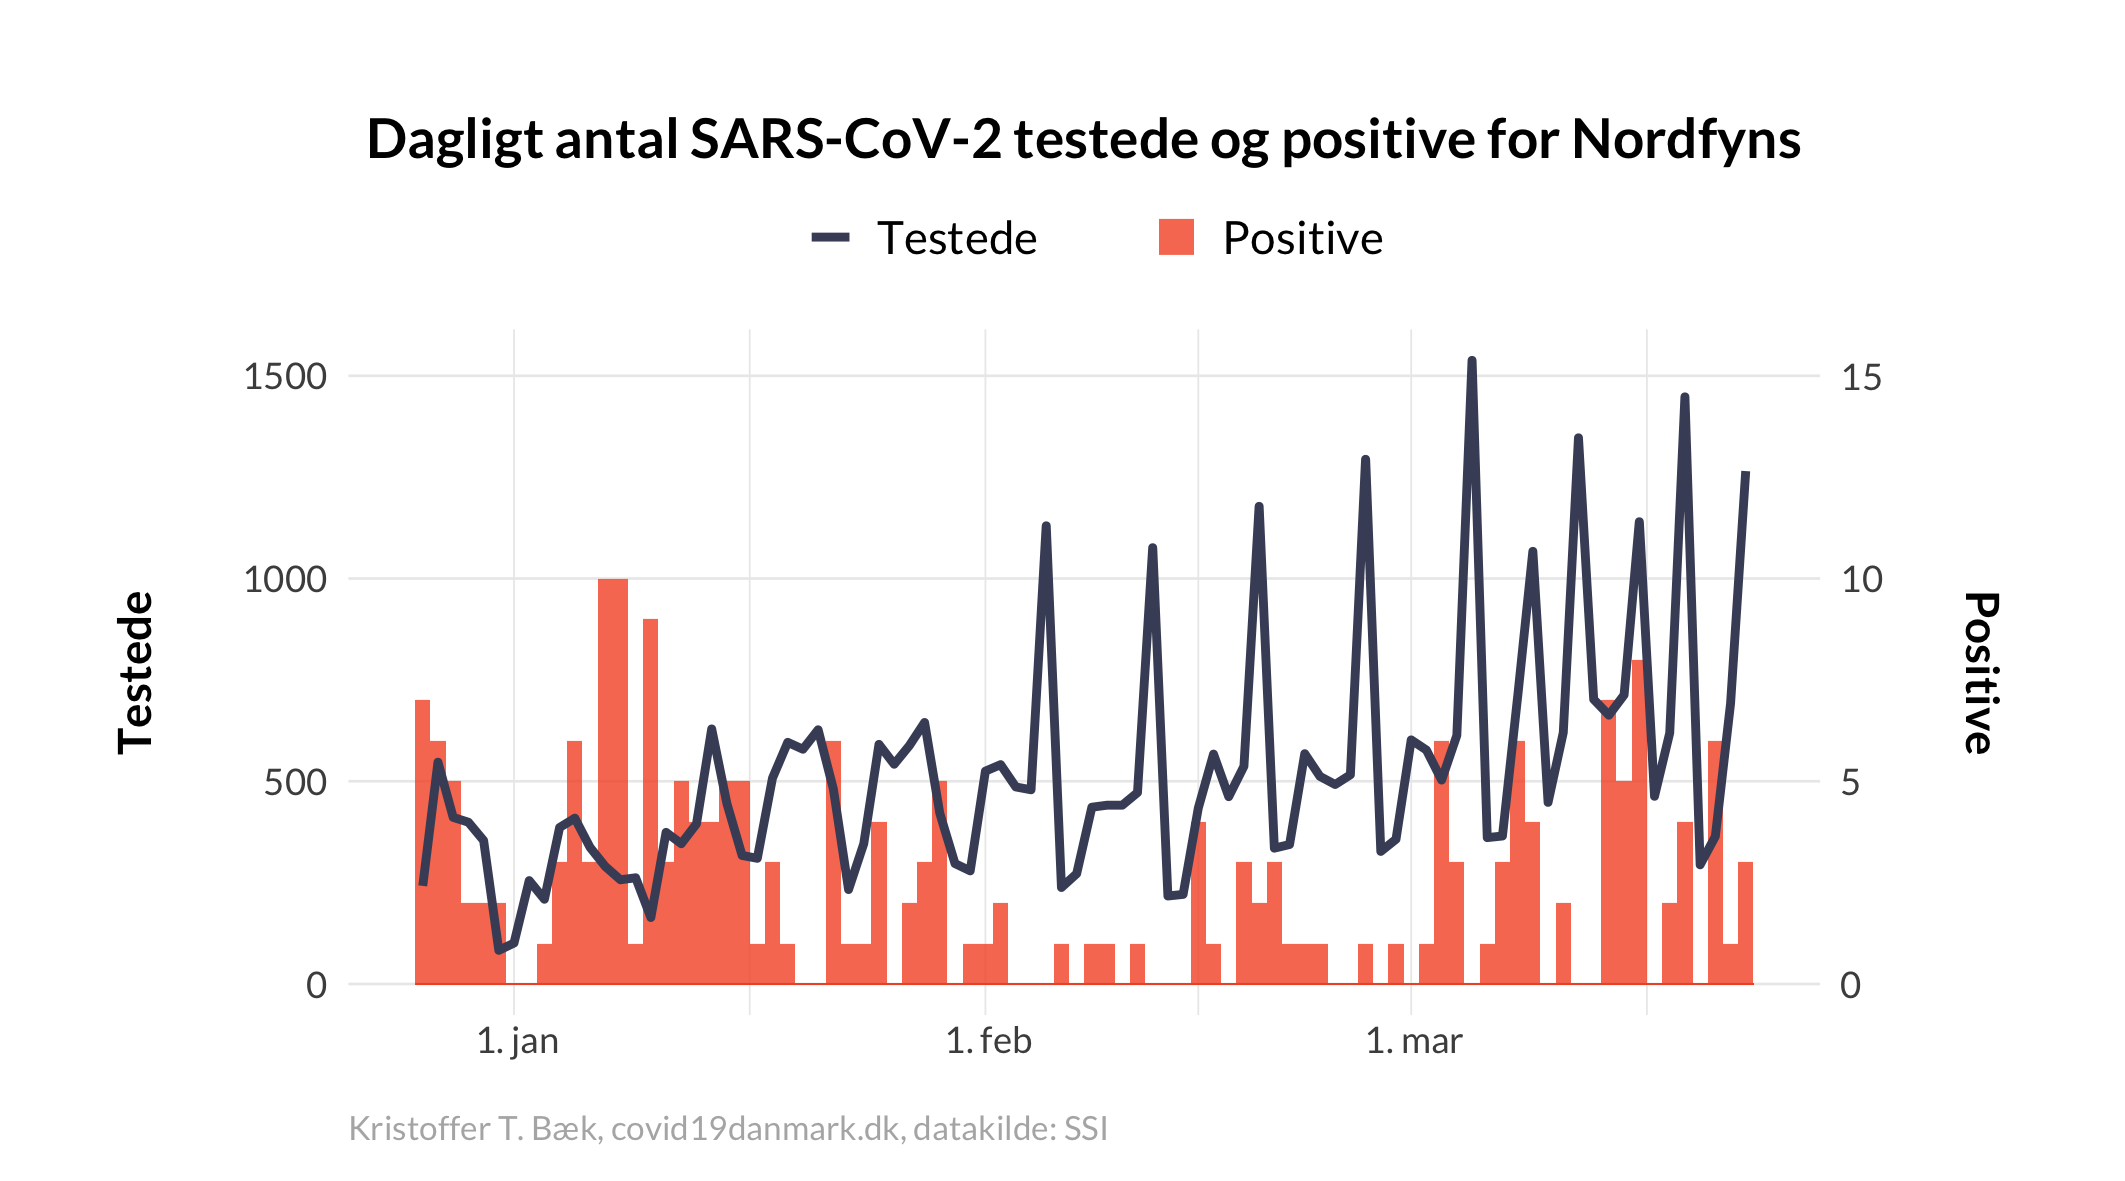 Dagligt antal SARS-CoV-2 testede og positive for Nordfyns
Testede Positive
1500 15
1000 10
500 5
0 0
Testede
Positive
1. jan 1. feb 1. mar
Kristoffer T. Bæk, covid19danmark.dk, datakilde: SSI